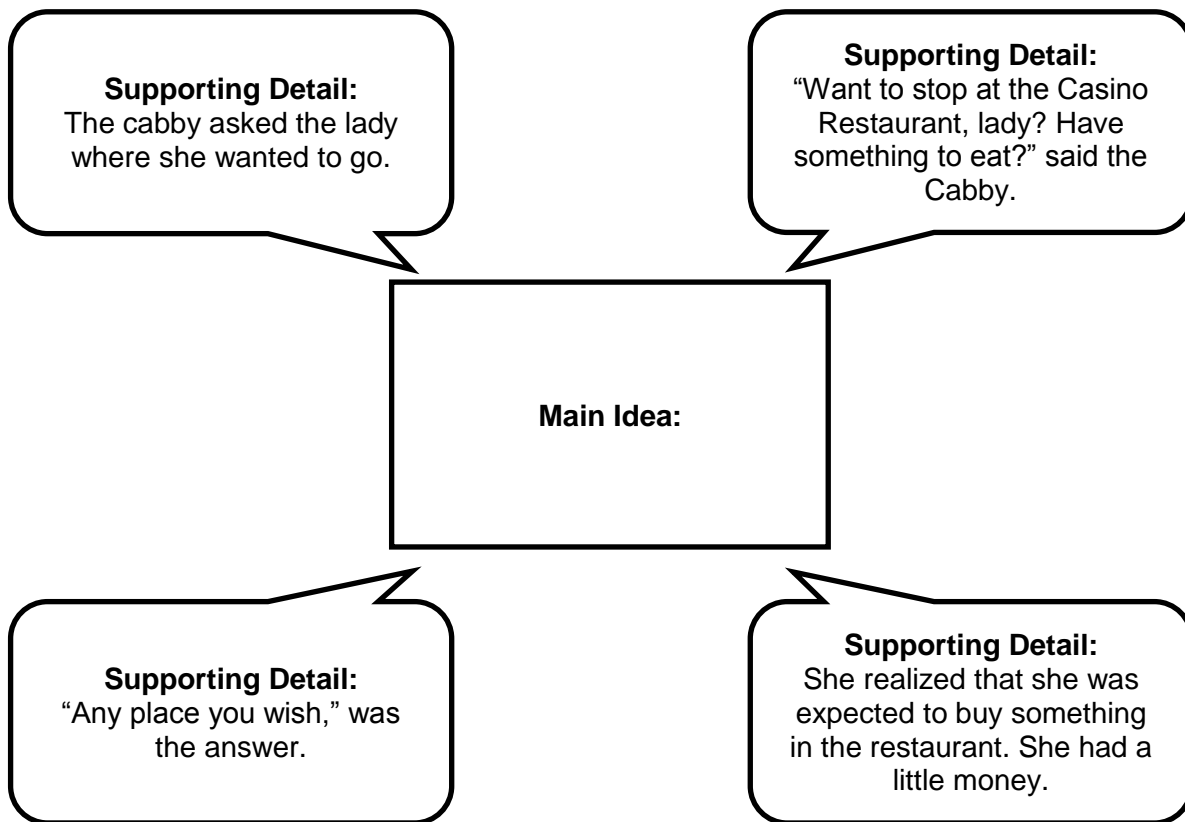 Supporting Detail:
The cabby asked the lady
where she wanted to go.
Supporting Detail:
“Want to stop at the Casino
Restaurant, lady? Have
something to eat?” said the
Cabby.
Main Idea:
Supporting Detail:
“Any place you wish,” was
the answer.
Supporting Detail:
She realized that she was
expected to buy something
in the restaurant. She had a
little money.